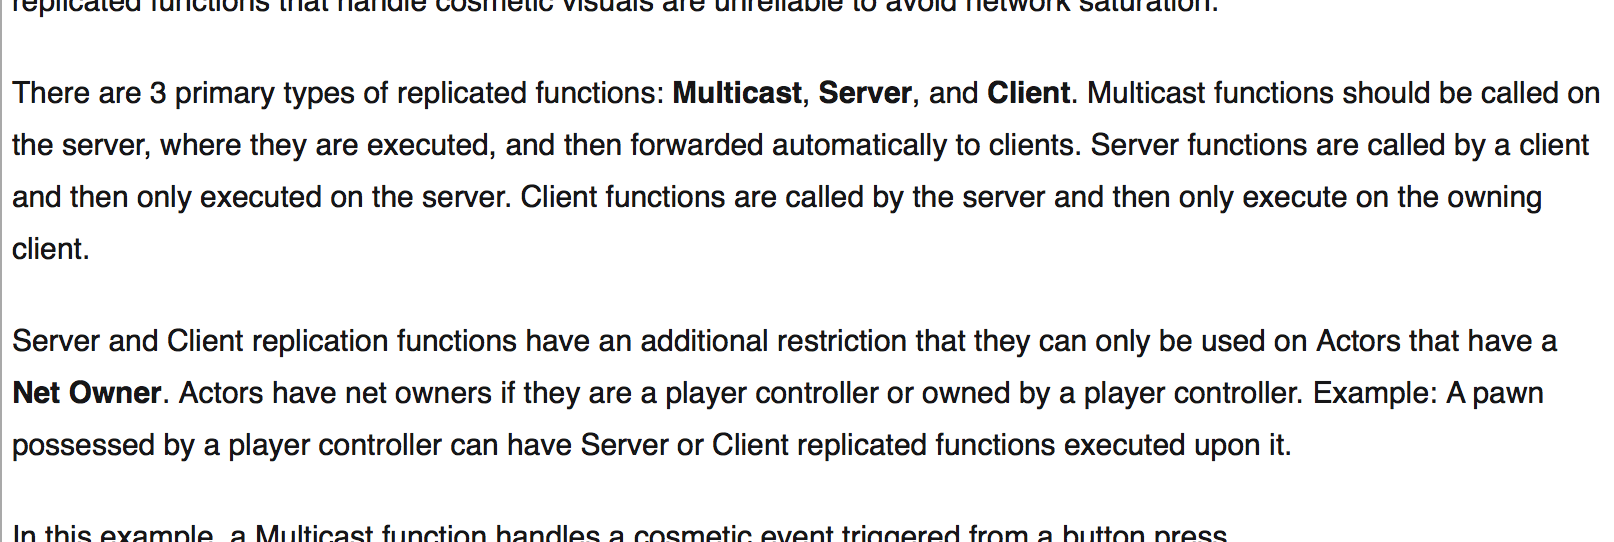 replicated functions that handle cosmetic visuals are unreliable to avoid network saturation.
There are 3 primary types of replicated functions: Multicast, Server, and Client. Multicast functions should be called on
the server, where they are executed, and then forwarded automatically to clients. Server functions are called by a client
and then only executed on the server. Client functions are called by the server and then only execute on the owning
client.
Server and Client replication functions have an additional restriction that they can only be used on Actors that have a
Net Owner. Actors have net owners if they are a player controller or owned by a player controller. Example: A pawn
possessed by a player controller can have Server or Client replicated functions executed upon it.
In this example, a Multicast function handles a cosmetic event triggered from a button press